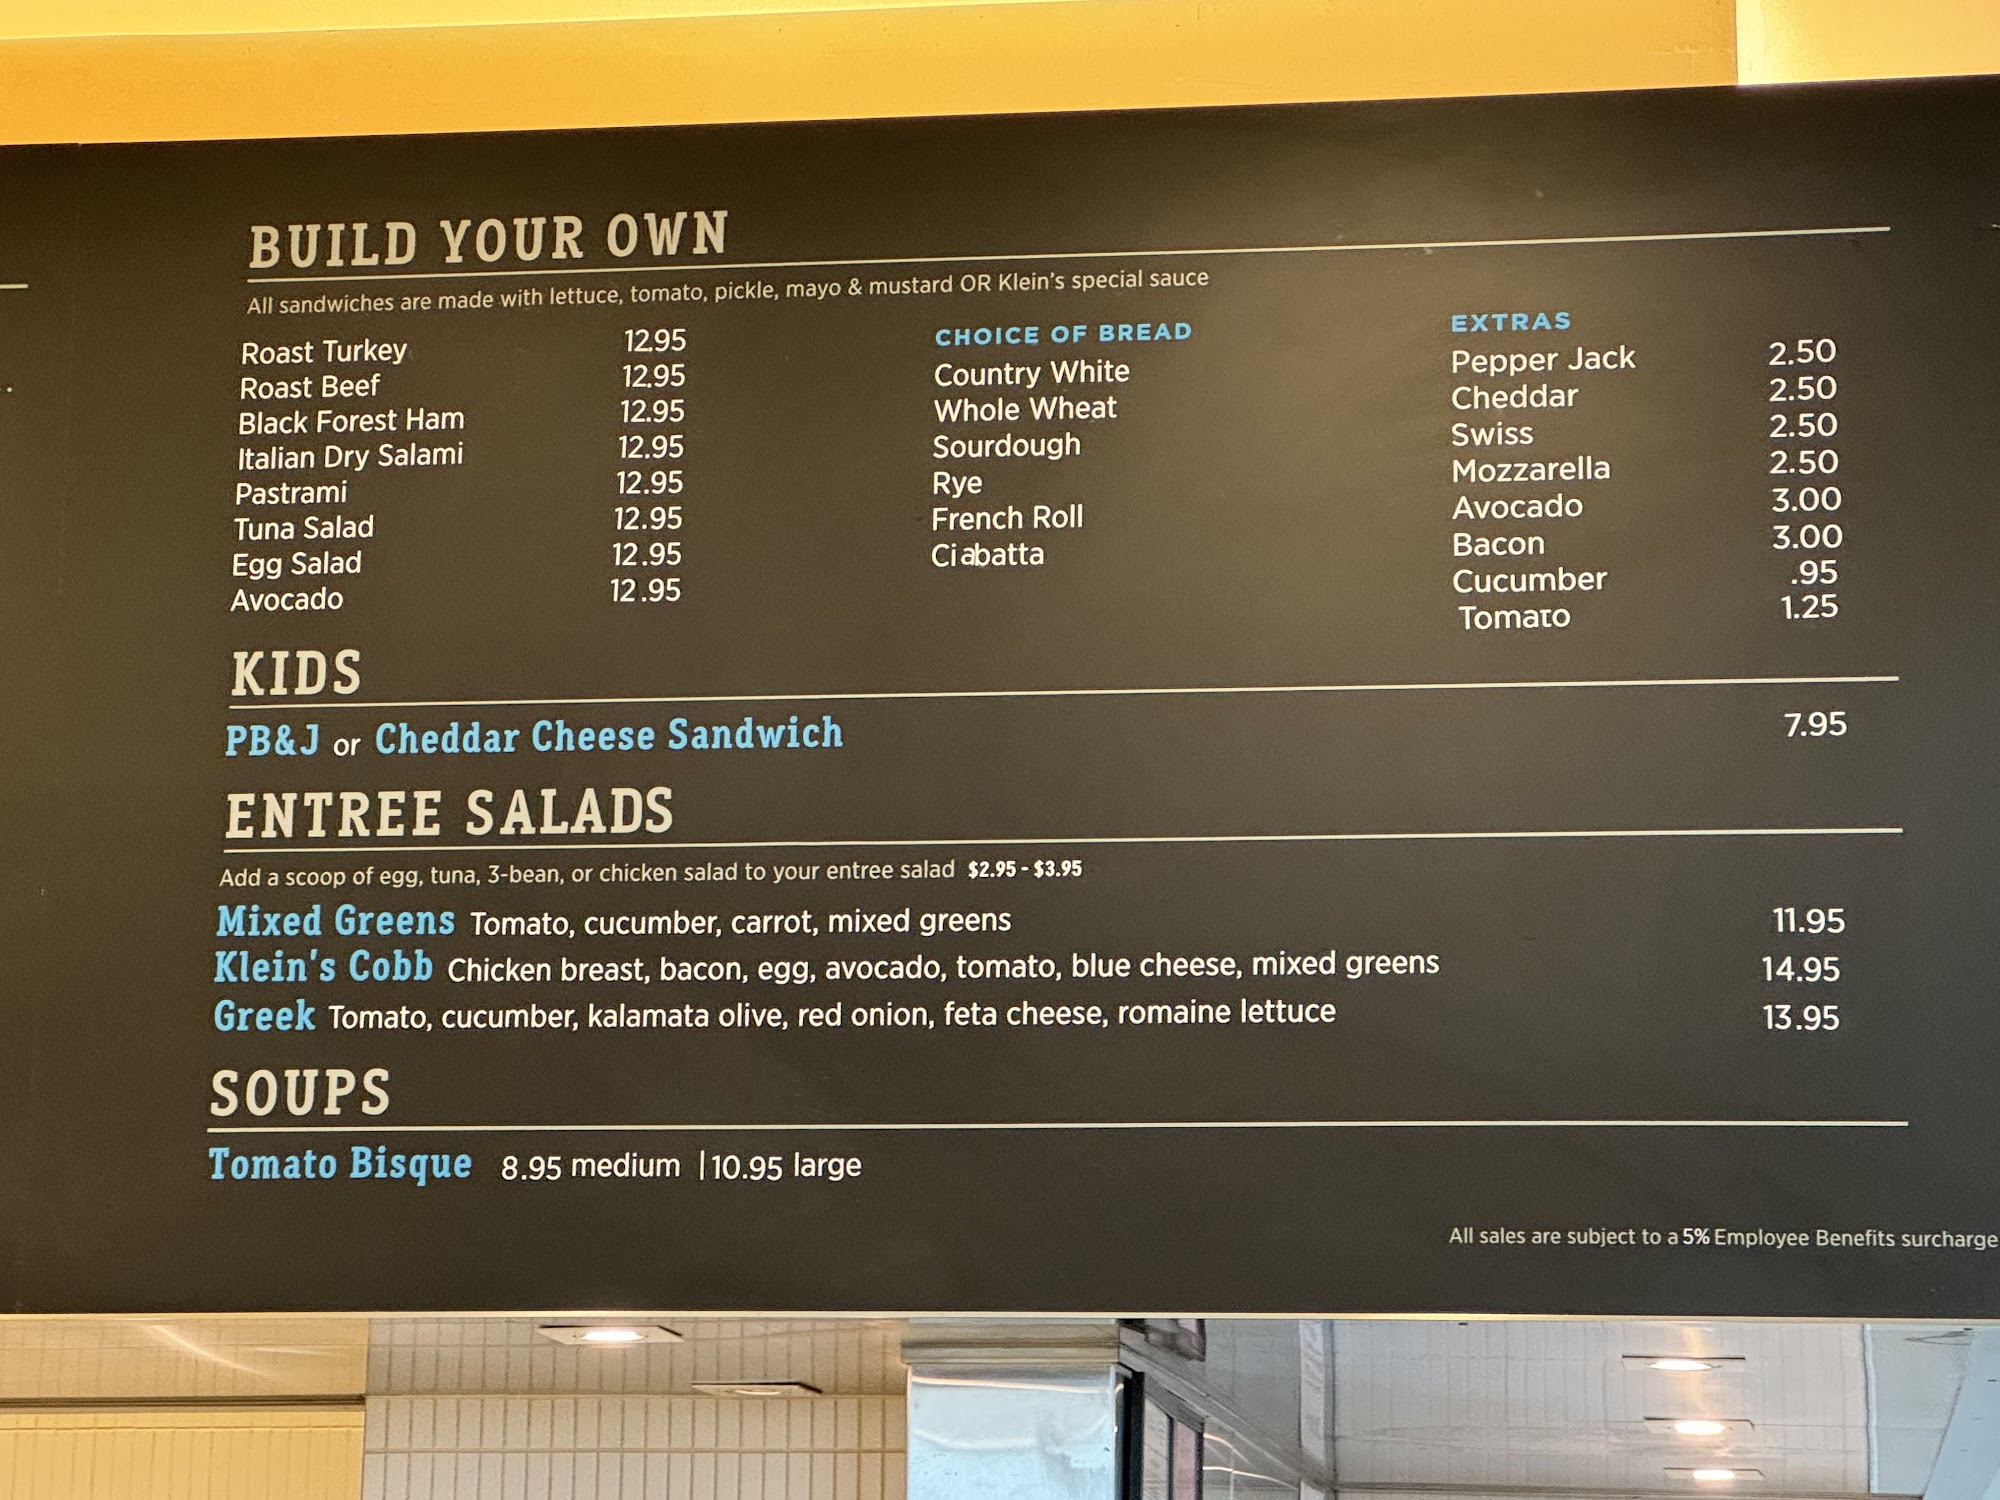 BUILD YOUR OWN
All sandwiches are made with lettuce, tomato, pickle, mayo & mustard OR Klein's special sauce
Roast Turkey 12.95
Roast Beef 12.95
Black Forest Ham 12.95
Italian Dry Salami 12.95
Pastrami 12.95
Tuna Salad 12.95
Egg Salad 12.95
Avocado 12.95
CHOICE OF BREAD
Country White
Whole Wheat
Sourdough
Rye
French Roll
Ciabatta
EXTRAS
Pepper Jack 2.50
Cheddar 2.50
Swiss 2.50
Mozzarella 2.50
Avocado 3.00
Bacon 3.00
Cucumber .95
Tomato 1.25
KIDS
PB&J or Cheddar Cheese Sandwich 7.95
ENTREE SALADS
Add a scoop of egg, tuna, 3-bean, or chicken salad to your entree salad $2.95 - $3.95
Mixed Greens Tomato, cucumber, carrot, mixed greens 11.95
Klein's Cobb Chicken breast, bacon, egg, avocado, tomato, blue cheese, mixed greens 14.95
Greek Tomato, cucumber, kalamata olive, red onion, feta cheese, romaine lettuce 13.95
SOUPS
Tomato Bisque 8.95 medium | 10.95 large
All sales are subject to a 5% Employee Benefits surcharge